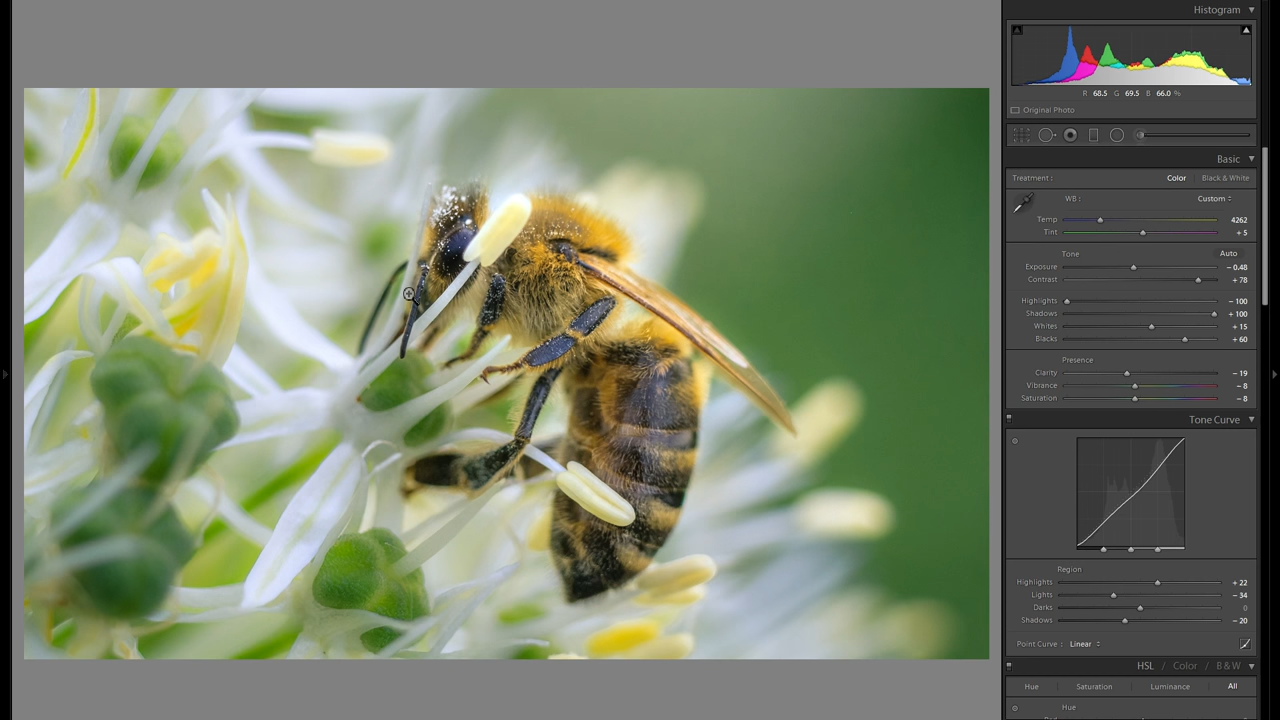 Histogram
R 68.5 G 69.5 B 66.0 %
Original Photo
Basic
Treatment : Color Black & White
WB : Custom
Temp 4262
Tint + 5
Tone Auto
Exposure − 0.48
Contrast + 78
Highlights − 100
Shadows + 100
Whites + 15
Blacks + 60
Presence
Clarity − 19
Vibrance − 8
Saturation − 8
Tone Curve
Region
Highlights + 22
Lights − 34
Darks 0
Shadows − 20
Point Curve : Linear
HSL / Color / B & W
Hue Saturation Luminance All
Hue